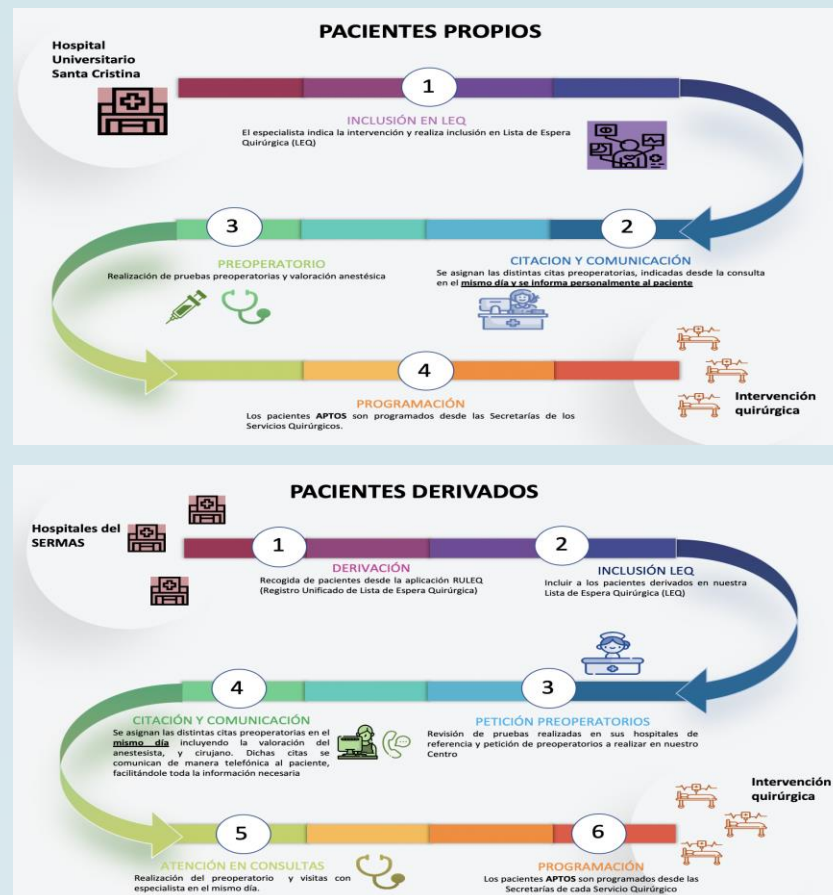 PACIENTES PROPIOS
Hospital
Universitario
Santa Cristina
1
INCLUSIÓN EN LEQ
El especialista indica la intervención y realiza inclusión en Lista de Espera
Quirúrgica (LEQ)
3
PREOPERATORIO
Realización de pruebas preoperatorias y valoración anestésica
2
CITACION Y COMUNICACIÓN
Se asignan las distintas citas preoperatorias, indicadas desde la consulta
en el mismo día y se informa personalmente al paciente
4
PROGRAMACIÓN
Los pacientes APTOS son programados desde las Secretarías de los
Servicios Quirúrgicos.
Intervención
quirúrgica
PACIENTES DERIVADOS
Hospitales del
SERMAS
1
DERIVACIÓN
Recogida de pacientes desde la aplicación RULEQ
(Registro Unificado de Lista de Espera Quirúrgica)
2
INCLUSIÓN LEQ
Incluir a los pacientes derivados en nuestra
Lista de Espera Quirúrgica (LEQ)
4
CITACIÓN Y COMUNICACIÓN
Se asignan las distintas citas preoperatorias en el
mismo día incluyendo la valoración del
anestesista, y cirujano. Dichas citas se
comunican de manera telefónica al paciente,
facilitándole toda la información necesaria
3
PETICIÓN PREOPERATORIOS
Revisión de pruebas realizadas en sus hospitales de
referencia y petición de preoperatorios a realizar en nuestro
Centro
5
ATENCIÓN EN CONSULTAS
Realización del preoperatorio y visitas con
especialista en el mismo día.
6
PROGRAMACIÓN
Los pacientes APTOS son programados desde las
Secretarías de cada Servicio Quirúrgico
Intervención
quirúrgica